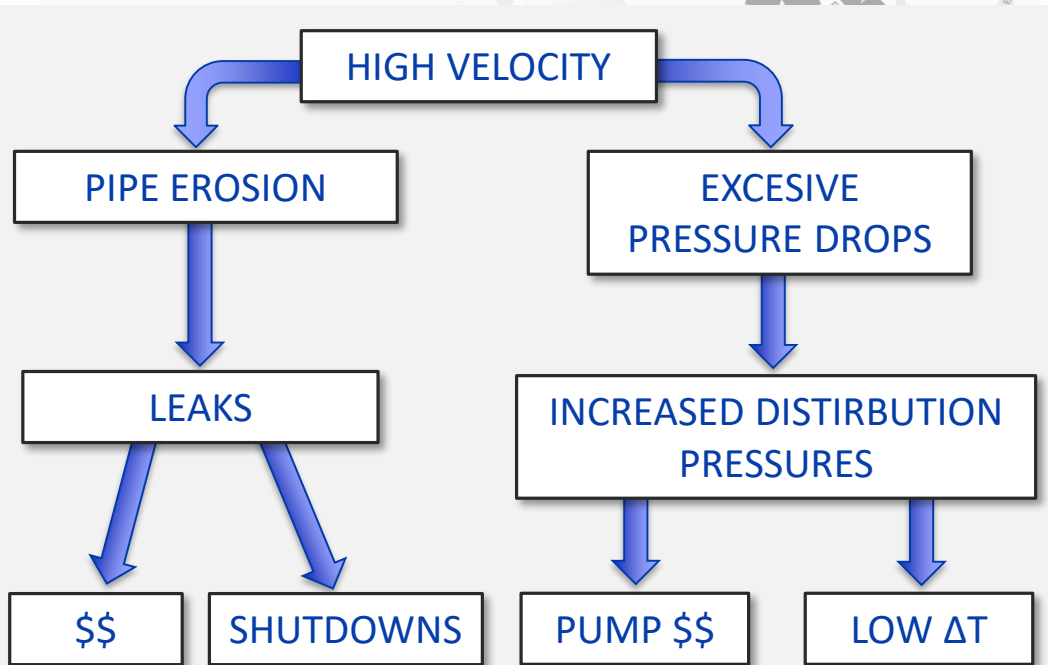 HIGH VELOCITY
PIPE EROSION
EXCESIVE
PRESSURE DROPS
LEAKS
INCREASED DISTIRBUTION
PRESSURES
$$
SHUTDOWNS
PUMP $$
LOW ΔT